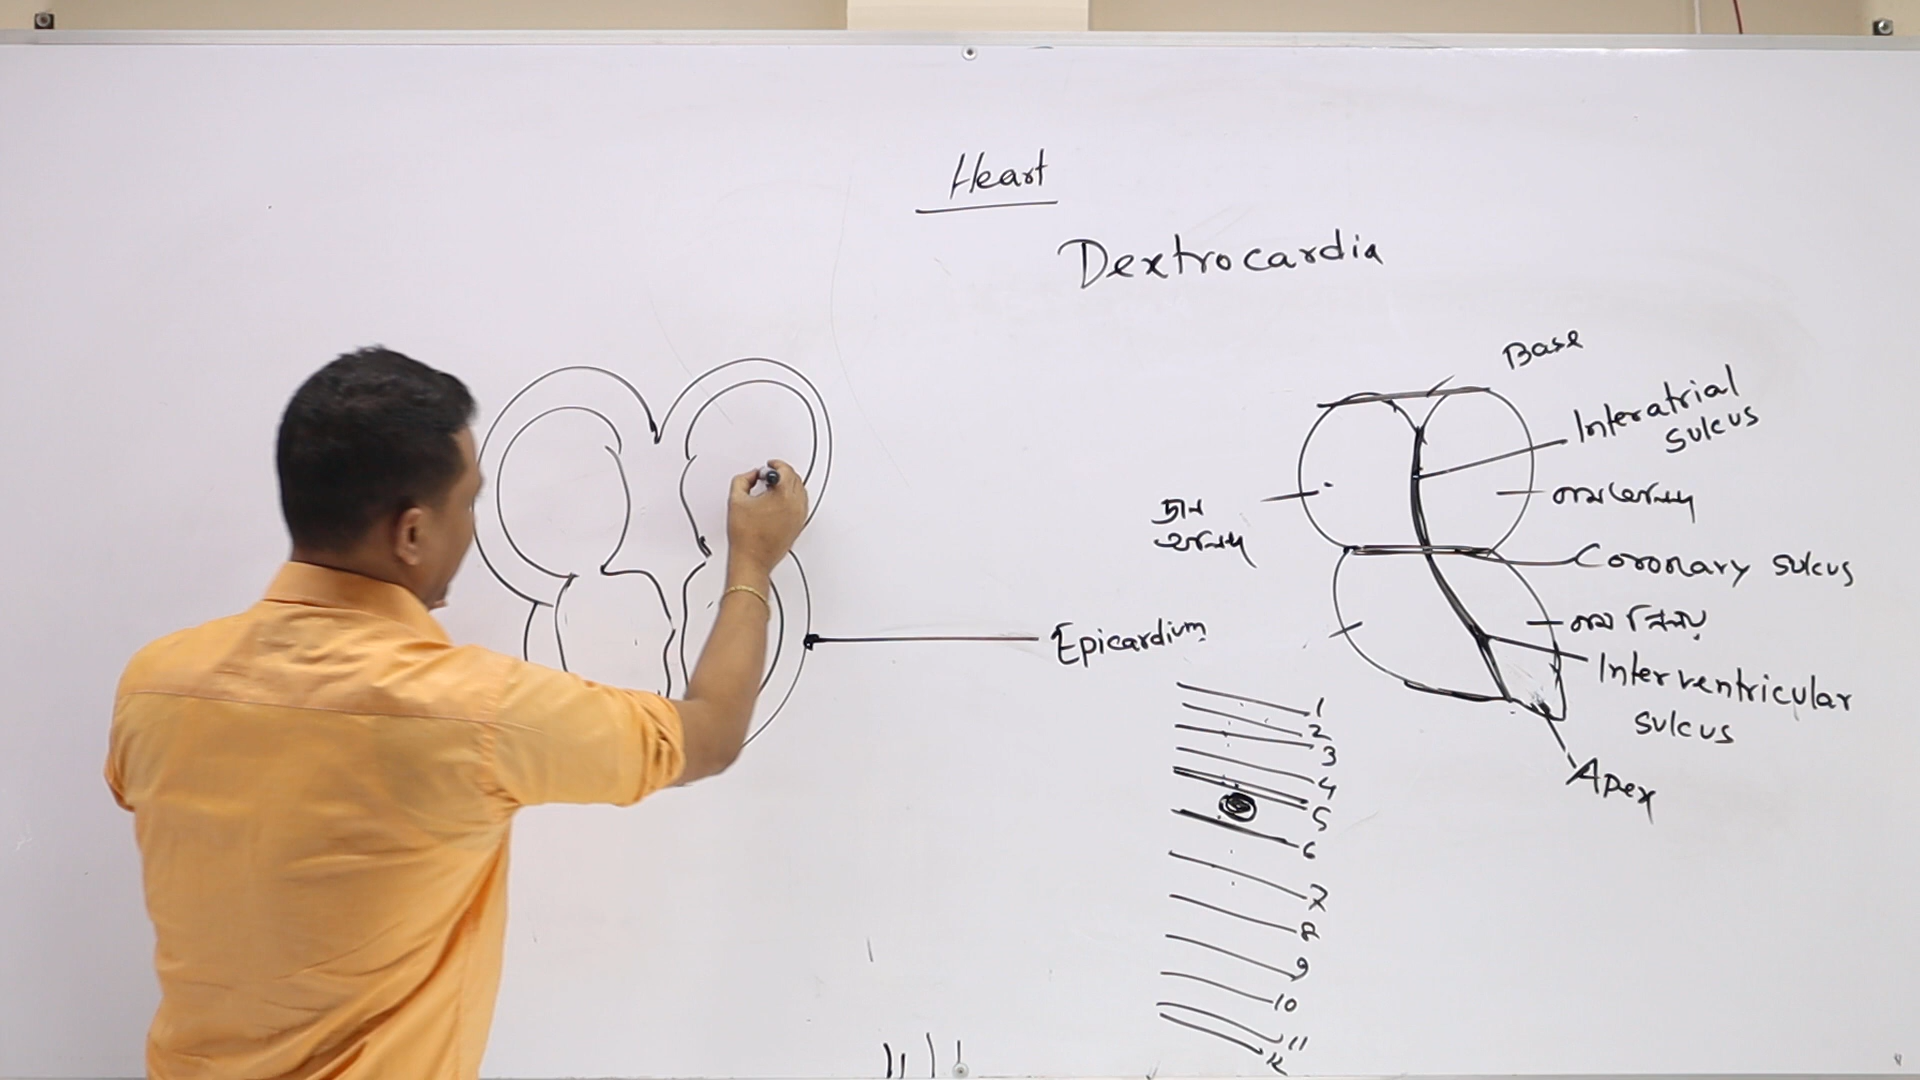 Heart
Dextrocardia
Base
Interatrial
Sulcus
ডান
Coronary sulcus
Epicardium
Interventricular
Sulcus
Apex
1
2
3
4
5
6
7
8
9
10
11